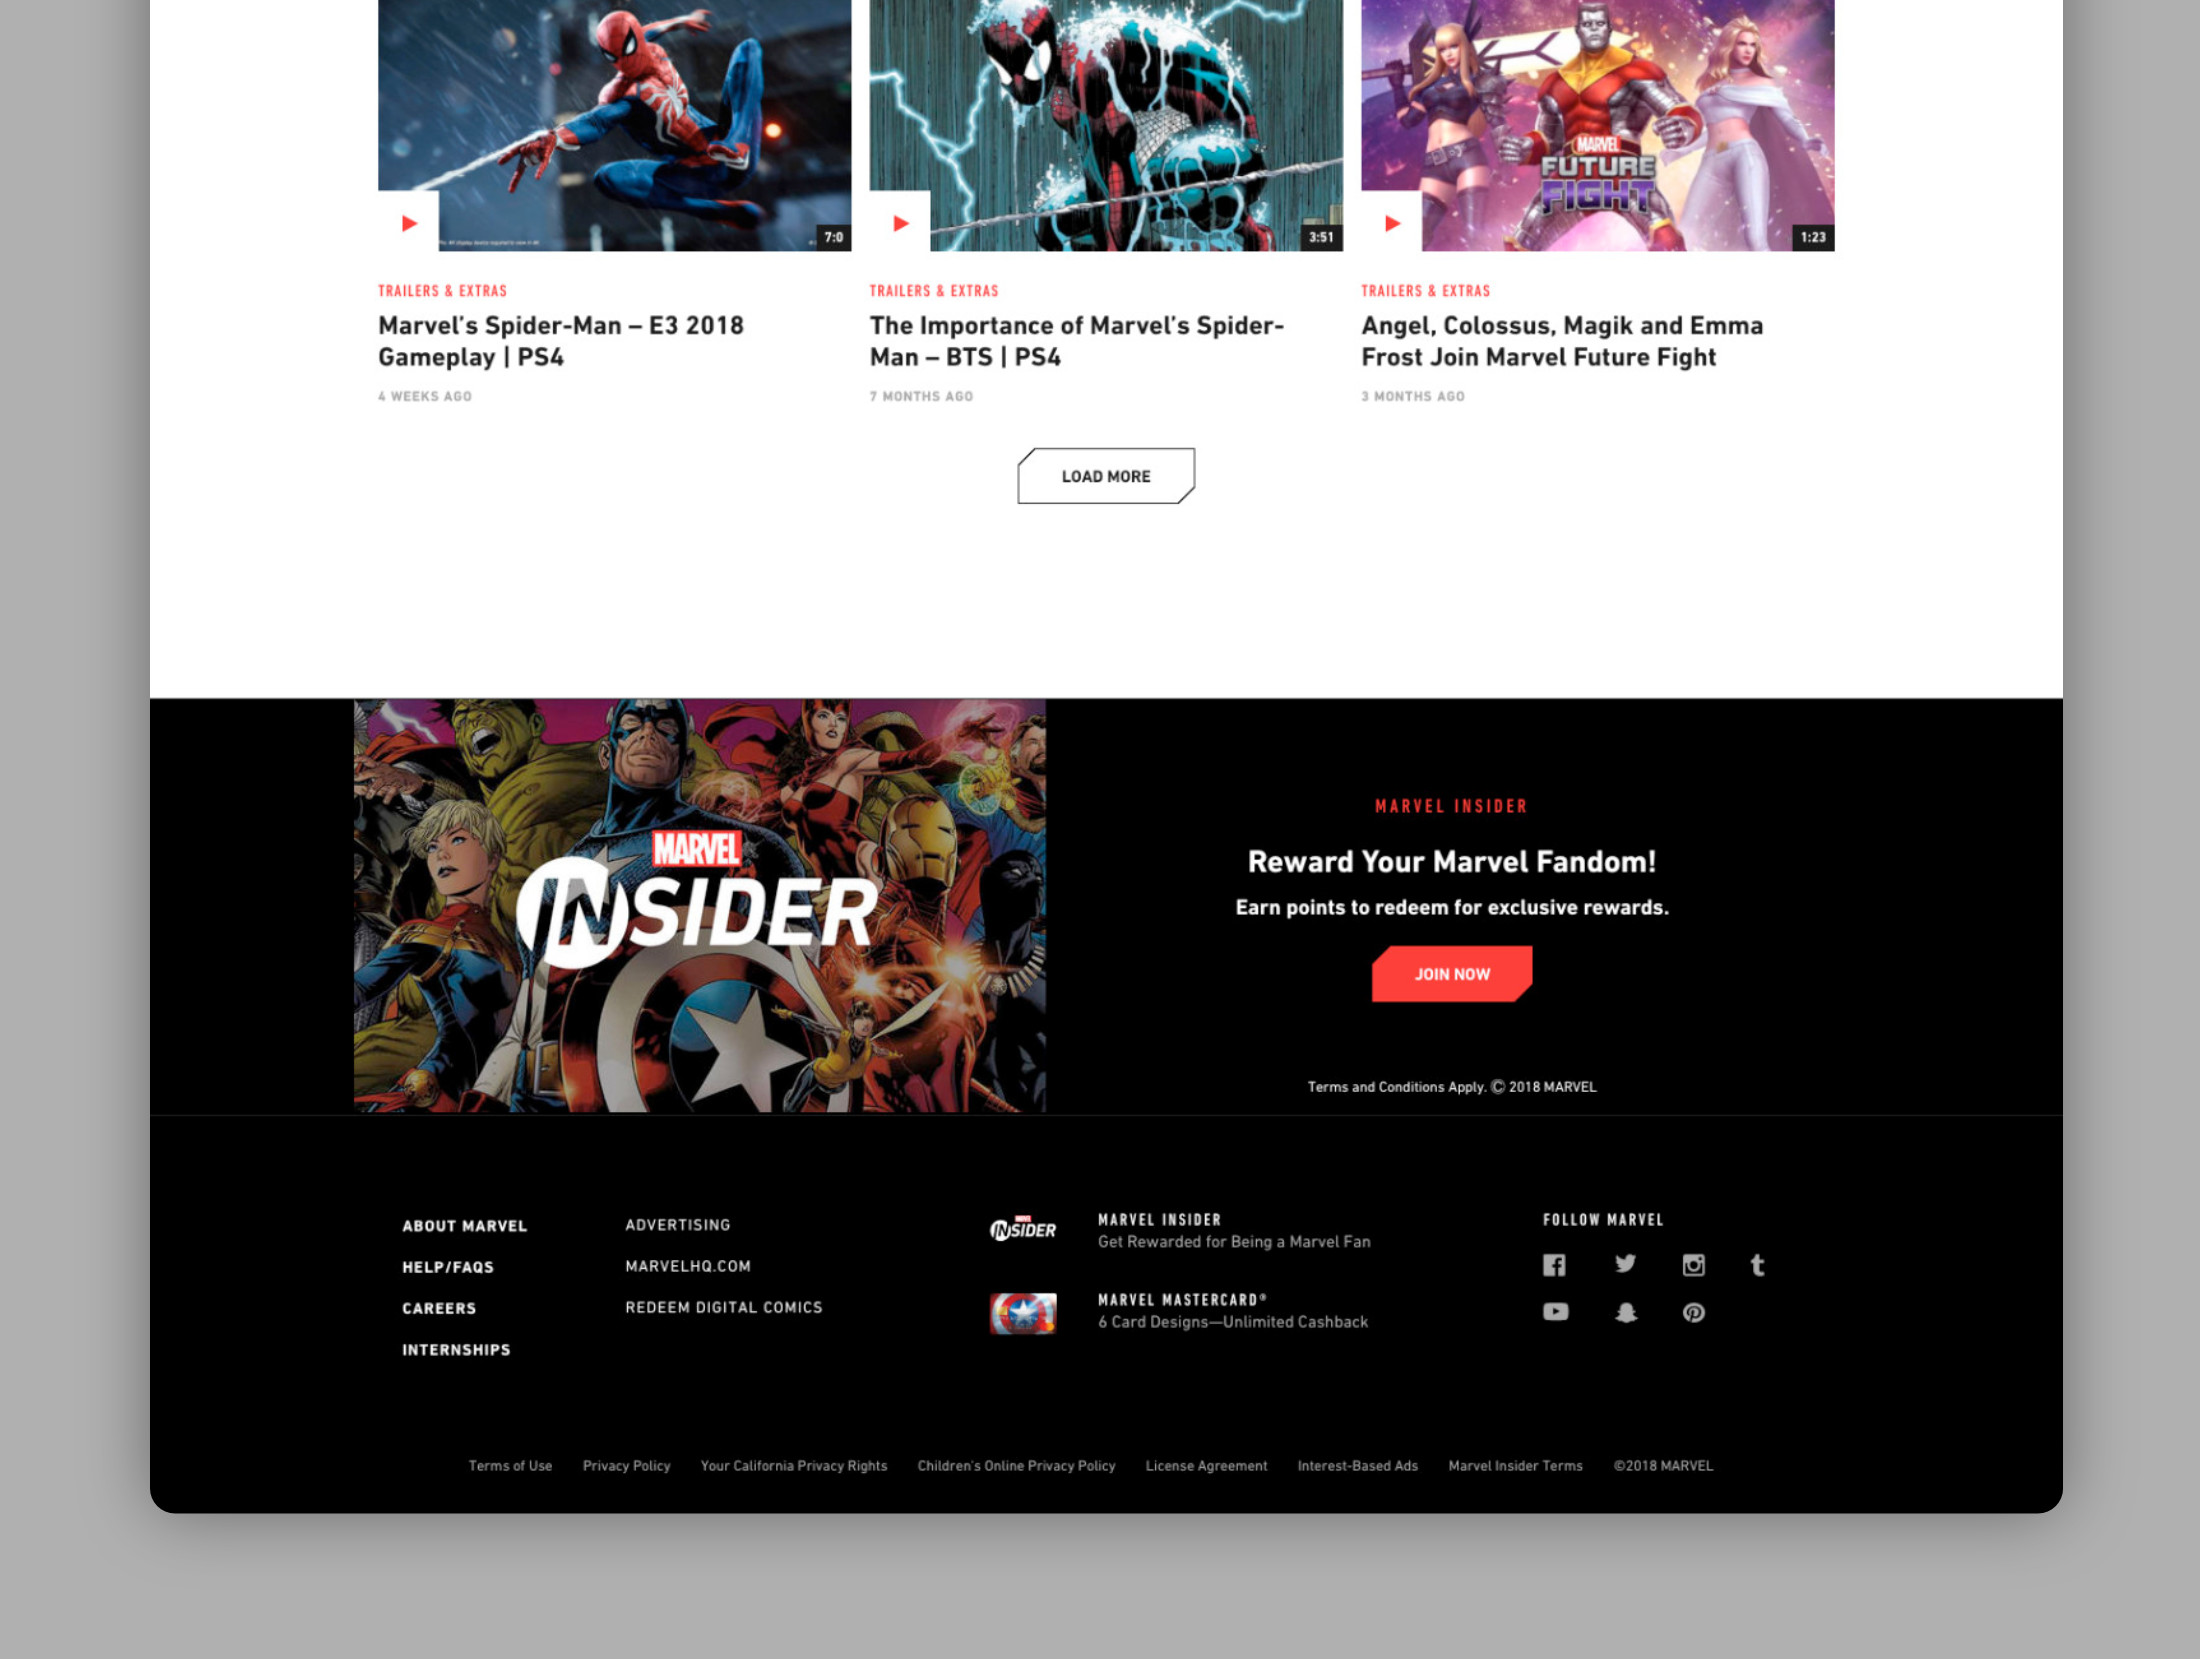 7:0
3:51
MARVEL
FUTURE
FIGHT
1:23
TRAILERS & EXTRAS
Marvel’s Spider-Man – E3 2018
Gameplay | PS4
4 WEEKS AGO
TRAILERS & EXTRAS
The Importance of Marvel’s Spider-
Man – BTS | PS4
7 MONTHS AGO
TRAILERS & EXTRAS
Angel, Colossus, Magik and Emma
Frost Join Marvel Future Fight
3 MONTHS AGO
LOAD MORE
MARVEL
INSIDER
MARVEL INSIDER
Reward Your Marvel Fandom!
Earn points to redeem for exclusive rewards.
JOIN NOW
Terms and Conditions Apply. © 2018 MARVEL
ABOUT MARVEL
HELP/FAQS
CAREERS
INTERNSHIPS
ADVERTISING
MARVELHQ.COM
REDEEM DIGITAL COMICS
MARVEL
INSIDER
MARVEL INSIDER
Get Rewarded for Being a Marvel Fan
MARVEL MASTERCARD®
6 Card Designs—Unlimited Cashback
FOLLOW MARVEL
Terms of Use Privacy Policy Your California Privacy Rights Children's Online Privacy Policy License Agreement Interest-Based Ads Marvel Insider Terms ©2018 MARVEL